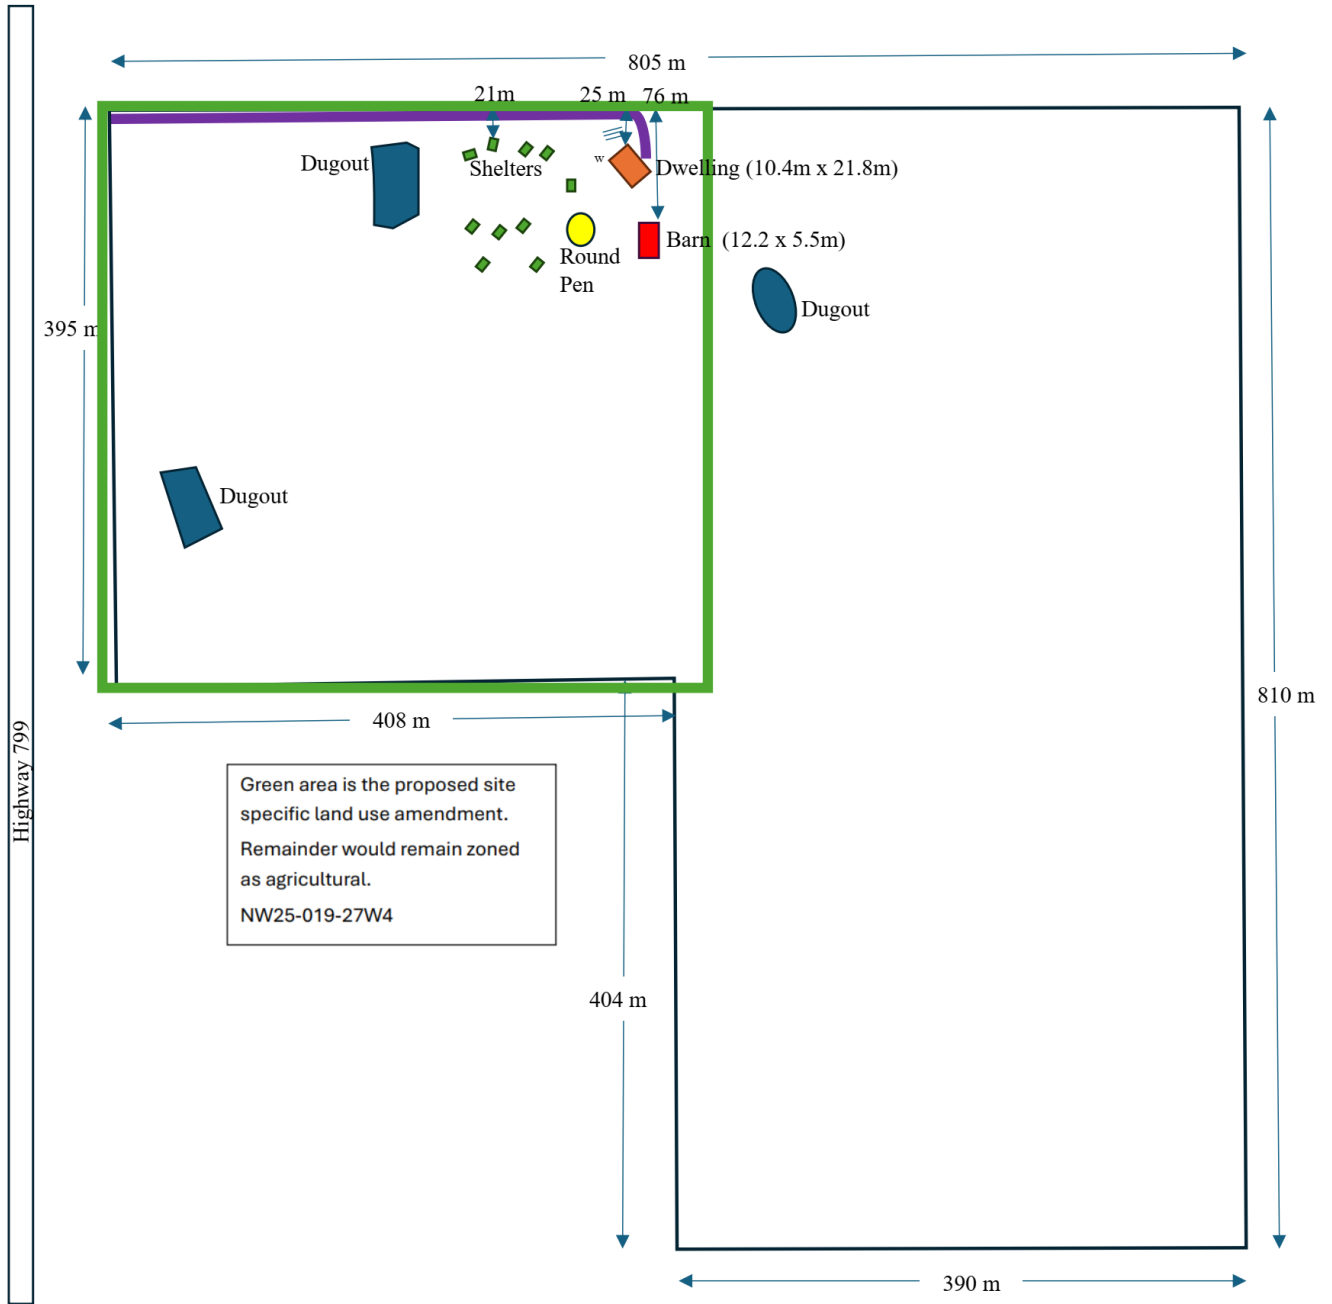 805 m
21m
25 m
76 m
Dugout
Shelters
w
Dwelling (10.4m x 21.8m)
Barn (12.2 x 5.5m)
Round
Pen
Dugout
395 m
Dugout
408 m
810 m
Highway 799
Green area is the proposed site
specific land use amendment.
Remainder would remain zoned
as agricultural.
NW25-019-27W4
404 m
390 m